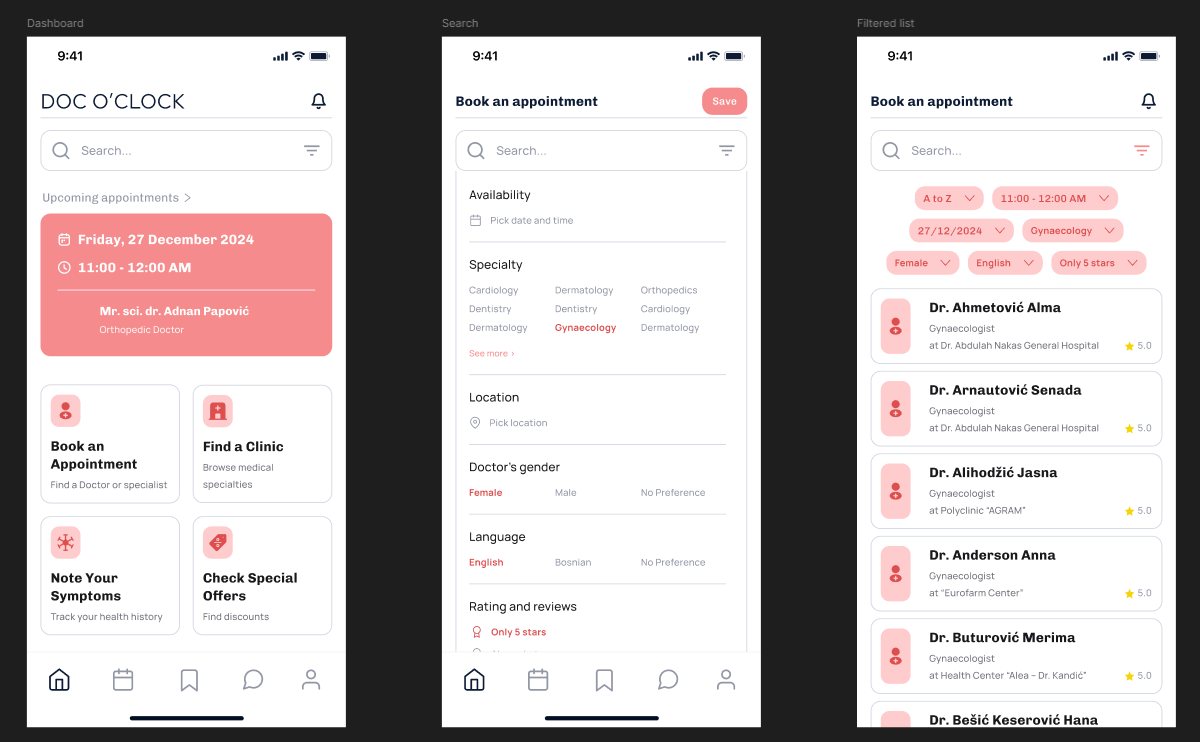 Dashboard
9:41
DOC O’CLOCK
Search...
Upcoming appointments >
Friday, 27 December 2024
11:00 - 12:00 AM
Mr. sci. dr. Adnan Papović
Orthopedic Doctor
Book an
Appointment
Find a Doctor or specialist
Find a Clinic
Browse medical
specialties
Note Your
Symptoms
Track your health history
Check Special
Offers
Find discounts
Search
9:41
Book an appointment
Save
Search...
Availability
Pick date and time
Specialty
Cardiology Dermatology Orthopedics
Dentistry Dentistry Cardiology
Dermatology Gynaecology Dermatology
See more ›
Location
Pick location
Doctor’s gender
Female Male No Preference
Language
English Bosnian No Preference
Rating and reviews
Only 5 stars
Filtered list
9:41
Book an appointment
Search...
A to Z 11:00 - 12:00 AM
27/12/2024 Gynaecology
Female English Only 5 stars
Dr. Ahmetović Alma
Gynaecologist
at Dr. Abdulah Nakas General Hospital 5.0
Dr. Arnautović Senada
Gynaecologist
at Dr. Abdulah Nakas General Hospital 5.0
Dr. Alihodžić Jasna
Gynaecologist
at Polyclinic “AGRAM” 5.0
Dr. Anderson Anna
Gynaecologist
at “Eurofarm Center” 5.0
Dr. Buturović Merima
Gynaecologist
at Health Center “Alea – Dr. Kandić” 5.0
Dr. Bešić Keserović Hana